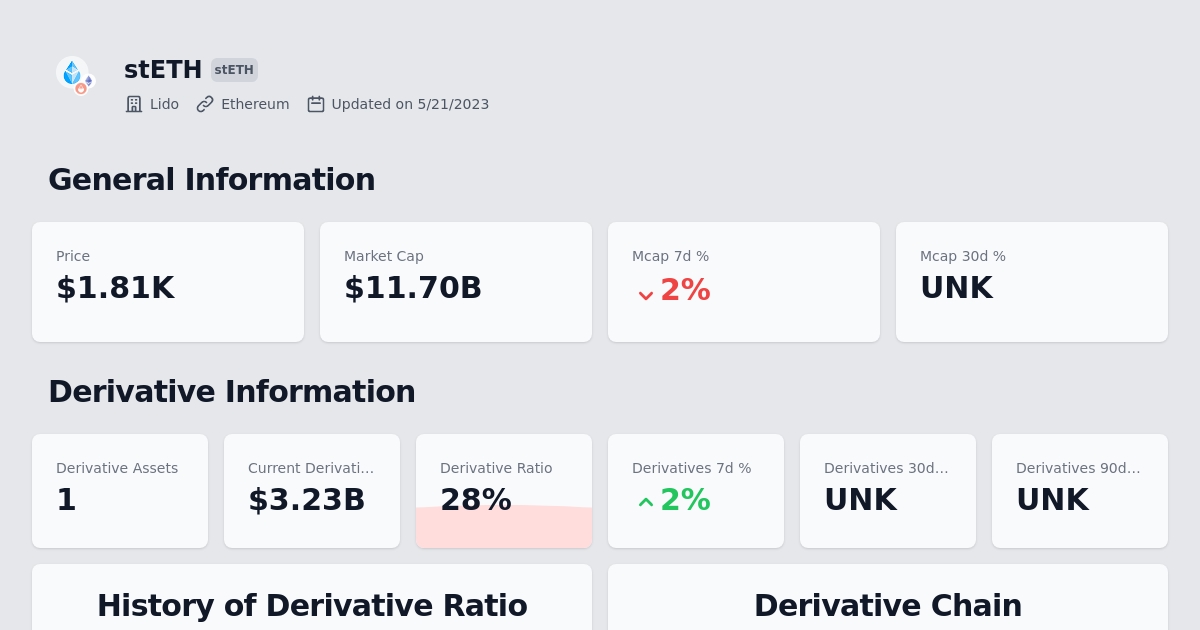 stETH stETH
Lido Ethereum Updated on 5/21/2023
General Information
Price Market Cap Mcap 7d % Mcap 30d %
$1.81K $11.70B 2% UNK
Derivative Information
Derivative Assets Current Derivati... Derivative Ratio Derivatives 7d % Derivatives 30d... Derivatives 90d...
1 $3.23B 28% 2% UNK UNK
History of Derivative Ratio Derivative Chain